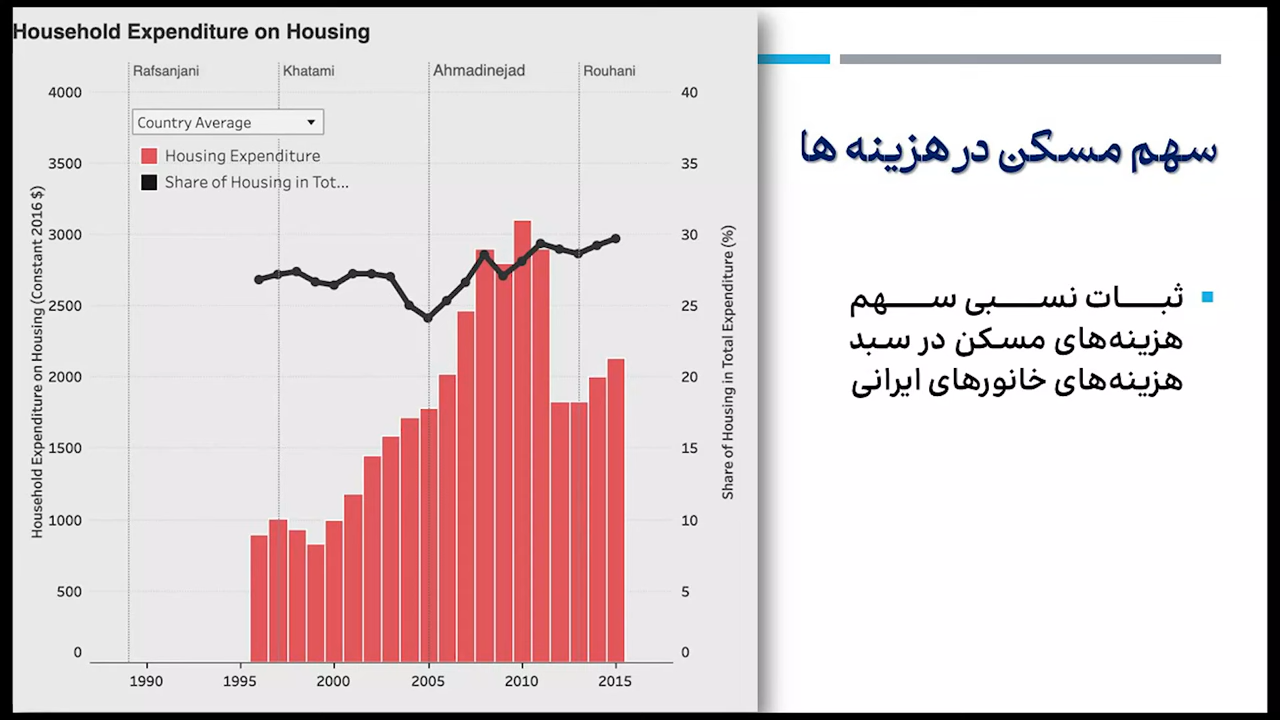 Household Expenditure on Housing
Rafsanjani Khatami Ahmadinejad Rouhani
Country Average
Housing Expenditure
Share of Housing in Tot...
Household Expenditure on Housing (Constant 2016 $)
4000
3500
3000
2500
2000
1500
1000
500
0
40
35
30
25
20
15
10
5
0
Share of Housing in Total Expenditure (%)
1990 1995 2000 2005 2010 2015
سهم مسکن در هزینه ها
ثبات نسبی سهم
هزینه‌های مسکن در سبد
هزینه‌های خانورهای ایرانی